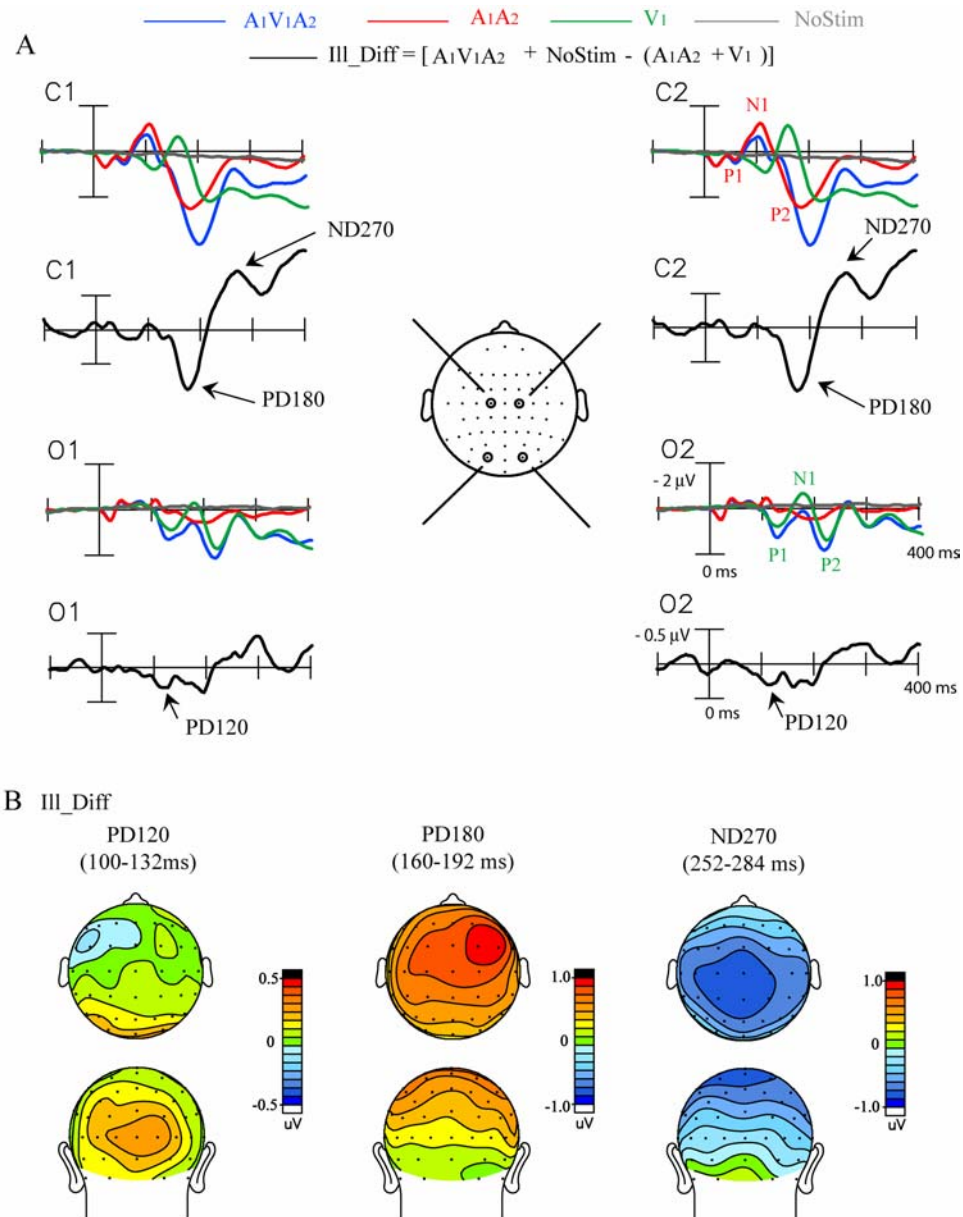 A₁V₁A₂ A₁A₂ V₁ NoStim
A
Ill_Diff = [A₁V₁A₂ + NoStim - (A₁A₂ + V₁)]
C1 C2
N1
P1
P2
ND270 ND270
C1 C2
PD180 PD180
O1 O2
- 2 µV N1
P1 P2
0 ms 400 ms
O1 O2
- 0.5 µV
0 ms 400 ms
PD120 PD120
B Ill_Diff
PD120 PD180 ND270
(100-132ms) (160-192 ms) (252-284 ms)
0.5 1.0 1.0
0 0 0
-0.5 -1.0 -1.0
uV uV uV